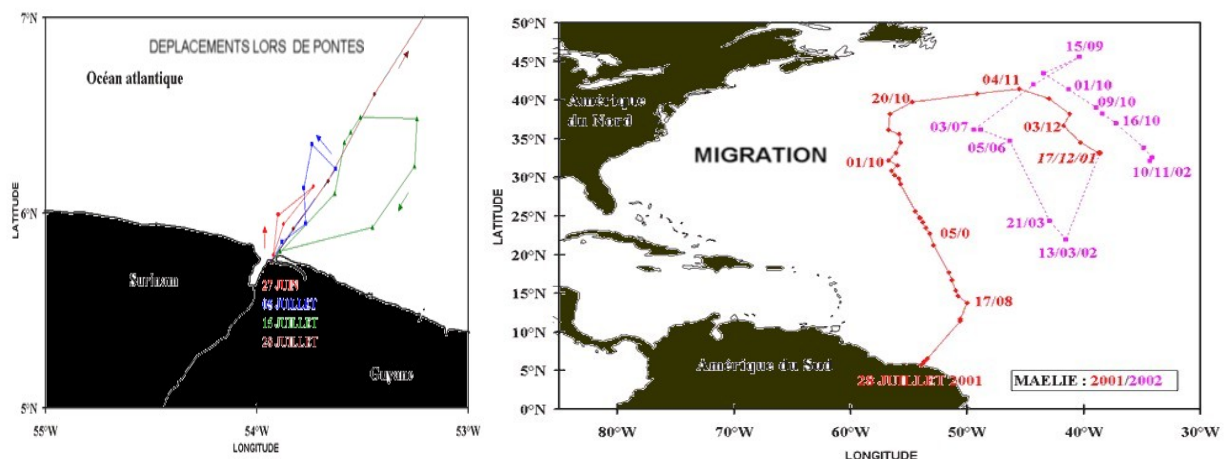 7°N
DEPLACEMENTS LORS DE PONTES
Océan atlantique
LATITUDE
6°N
Surinam
27 JUIN
15 JUILLET
28 JUILLET
Guyane
5°N
55°W
54°W
53°W
LONGITUDE
50°N
45°N
40°N
35°N
30°N
25°N
20°N
15°N
10°N
5°N
0°N
LATITUDE
Amérique
du Nord
MIGRATION
15/09
04/11
01/10
20/10
09/10
16/10
03/07
03/12
05/06
17/12/01
01/10
10/11/02
05/0
21/03
13/03/02
17/08
Amérique du Sud
28 JUILLET 2001
MAELIE : 2001/2002
80°W
70°W
60°W
50°W
40°W
30°W
LONGITUDE